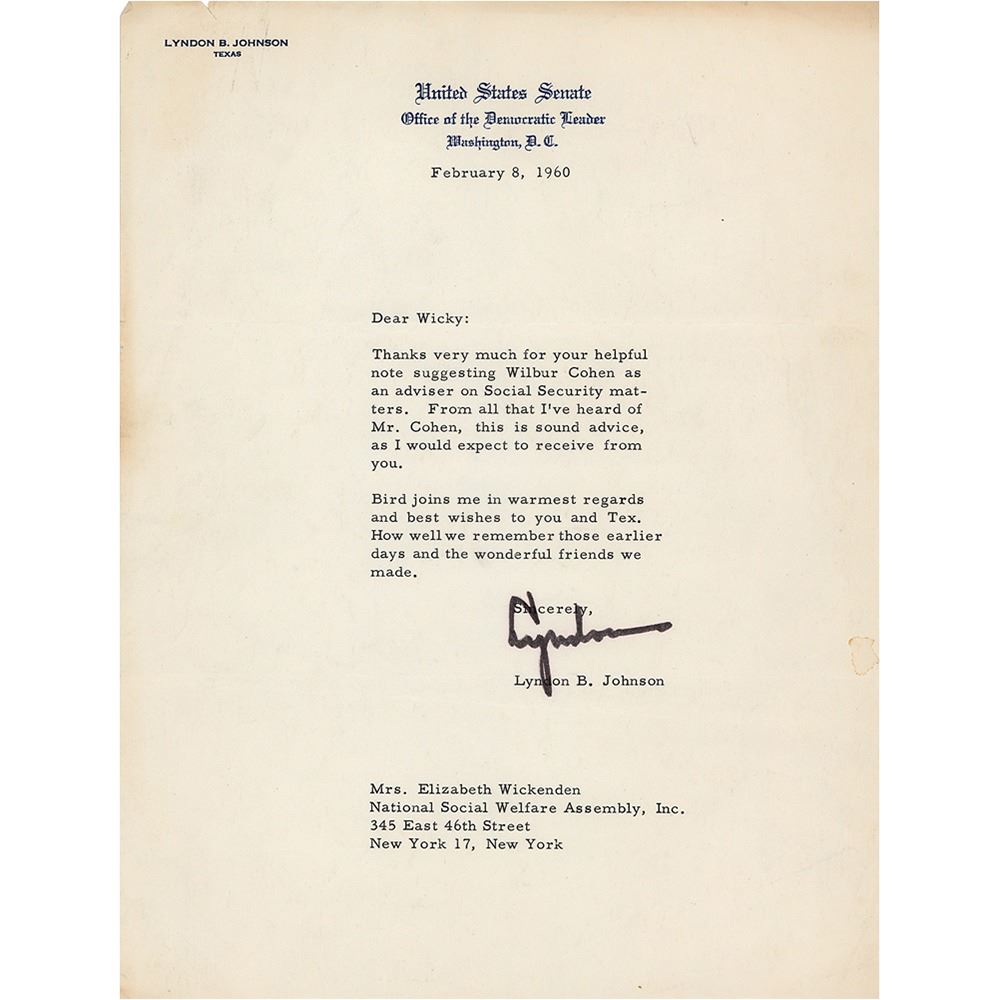 LYNDON B. JOHNSON
TEXAS
United States Senate
Office of the Democratic Leader
Washington, D. C.
February 8, 1960
Dear Wicky:
Thanks very much for your helpful
note suggesting Wilbur Cohen as
an adviser on Social Security mat-
ters. From all that I've heard of
Mr. Cohen, this is sound advice,
as I would expect to receive from
you.
Bird joins me in warmest regards
and best wishes to you and Tex.
How well we remember those earlier
days and the wonderful friends we
made.
Sincerely,
Lyndon
Lyndon B. Johnson
Mrs. Elizabeth Wickenden
National Social Welfare Assembly, Inc.
345 East 46th Street
New York 17, New York